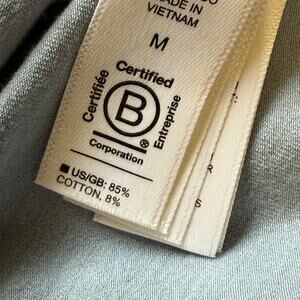 MADE IN
VIETNAM
M
Certified
Certifiée
B
®
Entreprise
Corporation
US/GB: 85%
COTTON, 8%
R
S